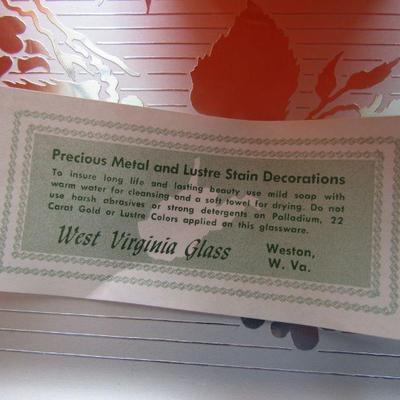 Precious Metal and Lustre Stain Decorations
To insure long life and lasting beauty use mild soap with
warm water for cleansing and a soft towel for drying. Do not
use harsh abrasives or strong detergents on Palladium, 22
Carat Gold or Lustre Colors applied on this glassware.
West Virginia Glass Weston,
W. Va.